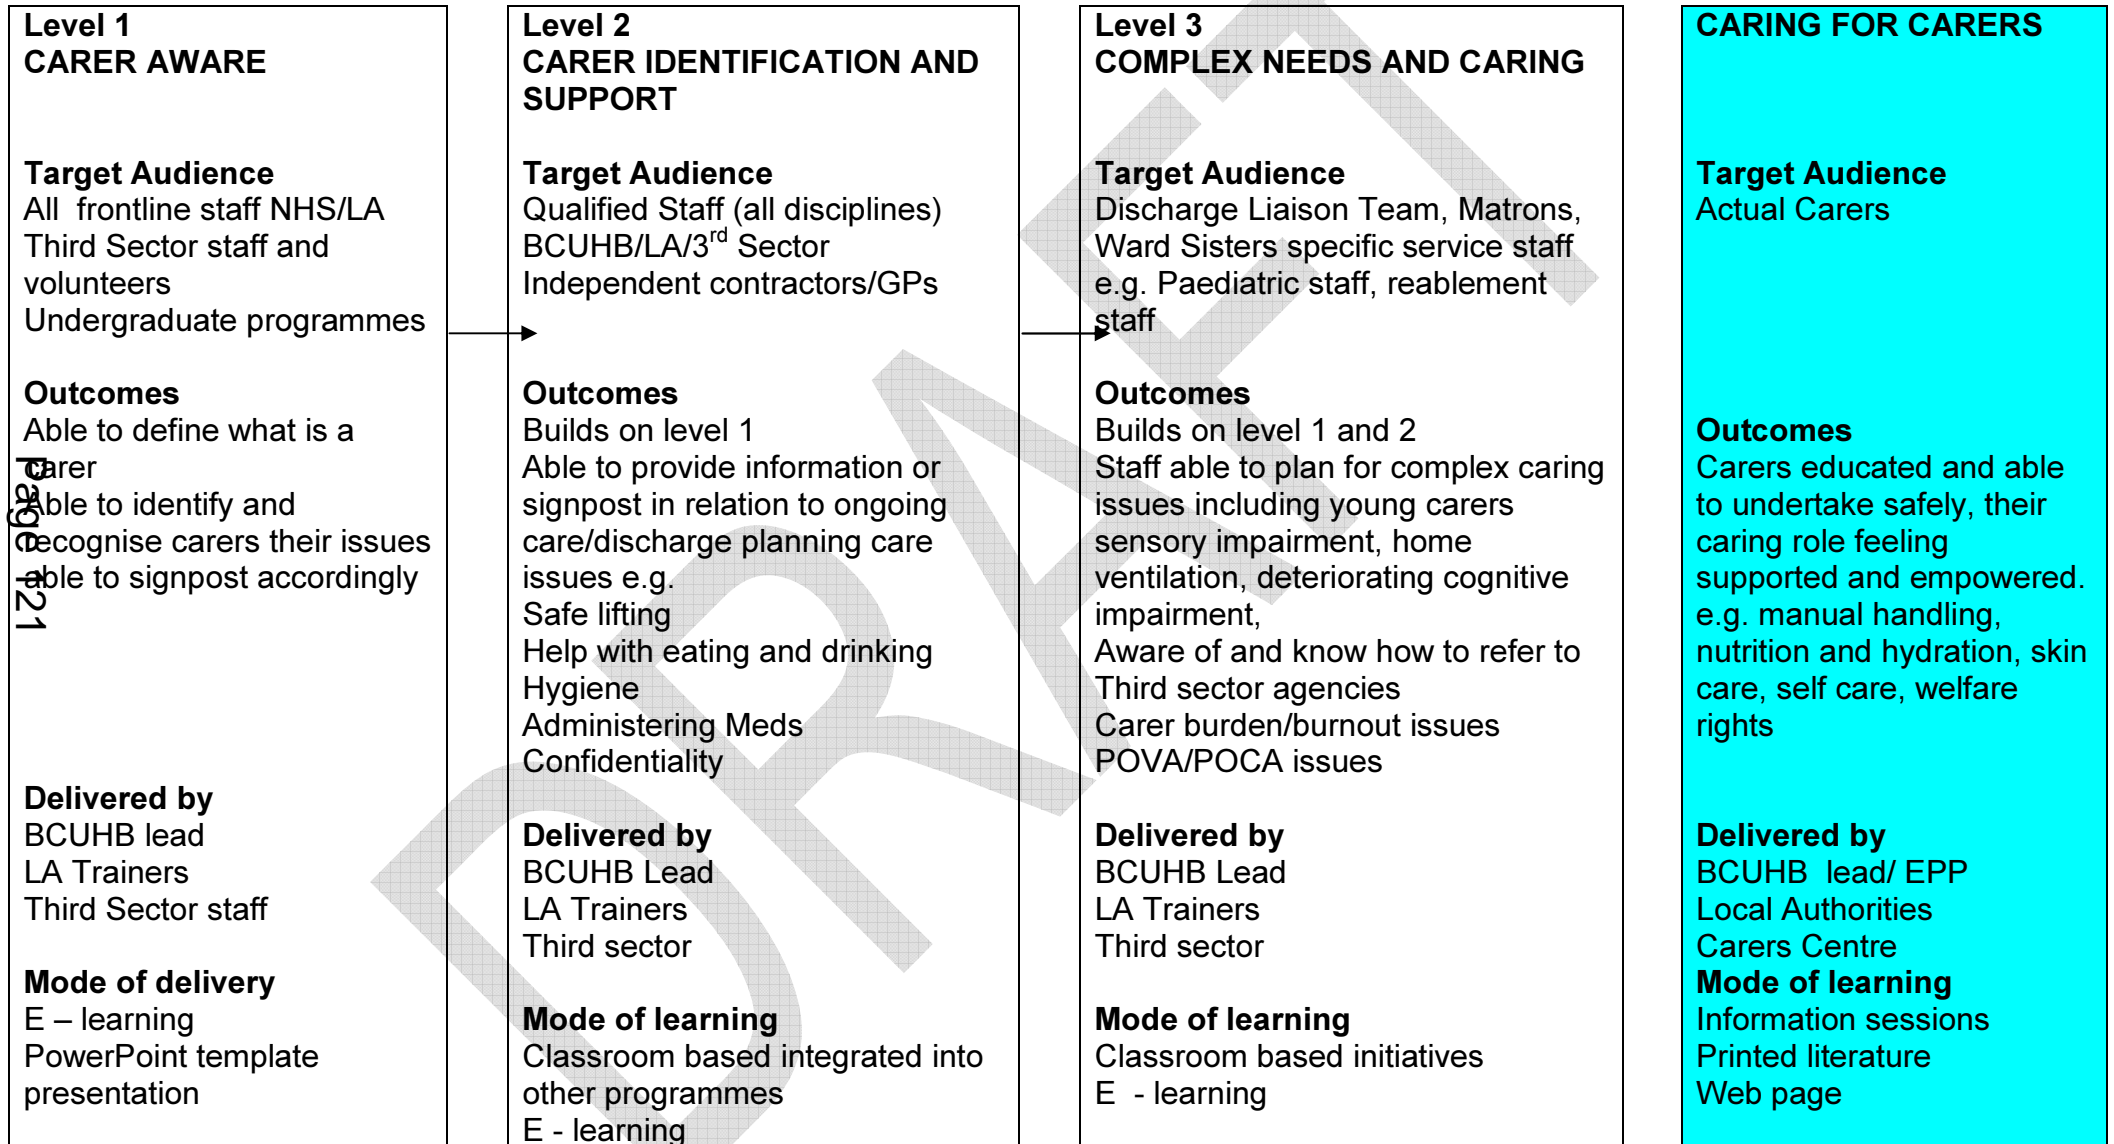 Level 1
CARER AWARE
Target Audience
All  frontline staff NHS/LA
Third Sector staff and
volunteers
Undergraduate programmes
Outcomes
Able to define what is a
carer
Able to identify and
recognise carers their issues
able to signpost accordingly
Delivered by
BCUHB lead
LA Trainers
Third Sector staff
Mode of delivery
E – learning
PowerPoint template
presentation
Level 2
CARER IDENTIFICATION AND
SUPPORT
Target Audience
Qualified Staff (all disciplines)
BCUHB/LA/3rd Sector
Independent contractors/GPs
Outcomes
Builds on level 1
Able to provide information or
signpost in relation to ongoing
care/discharge planning care
issues e.g.
Safe lifting
Help with eating and drinking
Hygiene
Administering Meds
Confidentiality
Delivered by
BCUHB Lead
LA Trainers
Third sector
Mode of learning
Classroom based integrated into
other programmes
E - learning
Level 3
COMPLEX NEEDS AND CARING
Target Audience
Discharge Liaison Team, Matrons,
Ward Sisters specific service staff
e.g. Paediatric staff, reablement
staff
Outcomes
Builds on level 1 and 2
Staff able to plan for complex caring
issues including young carers
sensory impairment, home
ventilation, deteriorating cognitive
impairment,
Aware of and know how to refer to
Third sector agencies
Carer burden/burnout issues
POVA/POCA issues
Delivered by
BCUHB Lead
LA Trainers
Third sector
Mode of learning
Classroom based initiatives
E  - learning
CARING FOR CARERS
Target Audience
Actual Carers
Outcomes
Carers educated and able
to undertake safely, their
caring role feeling
supported and empowered.
e.g. manual handling,
nutrition and hydration, skin
care, self care, welfare
rights
Delivered by
BCUHB  lead/ EPP
Local Authorities
Carers Centre
Mode of learning
Information sessions
Printed literature
Web page
Page 121
DRAFT